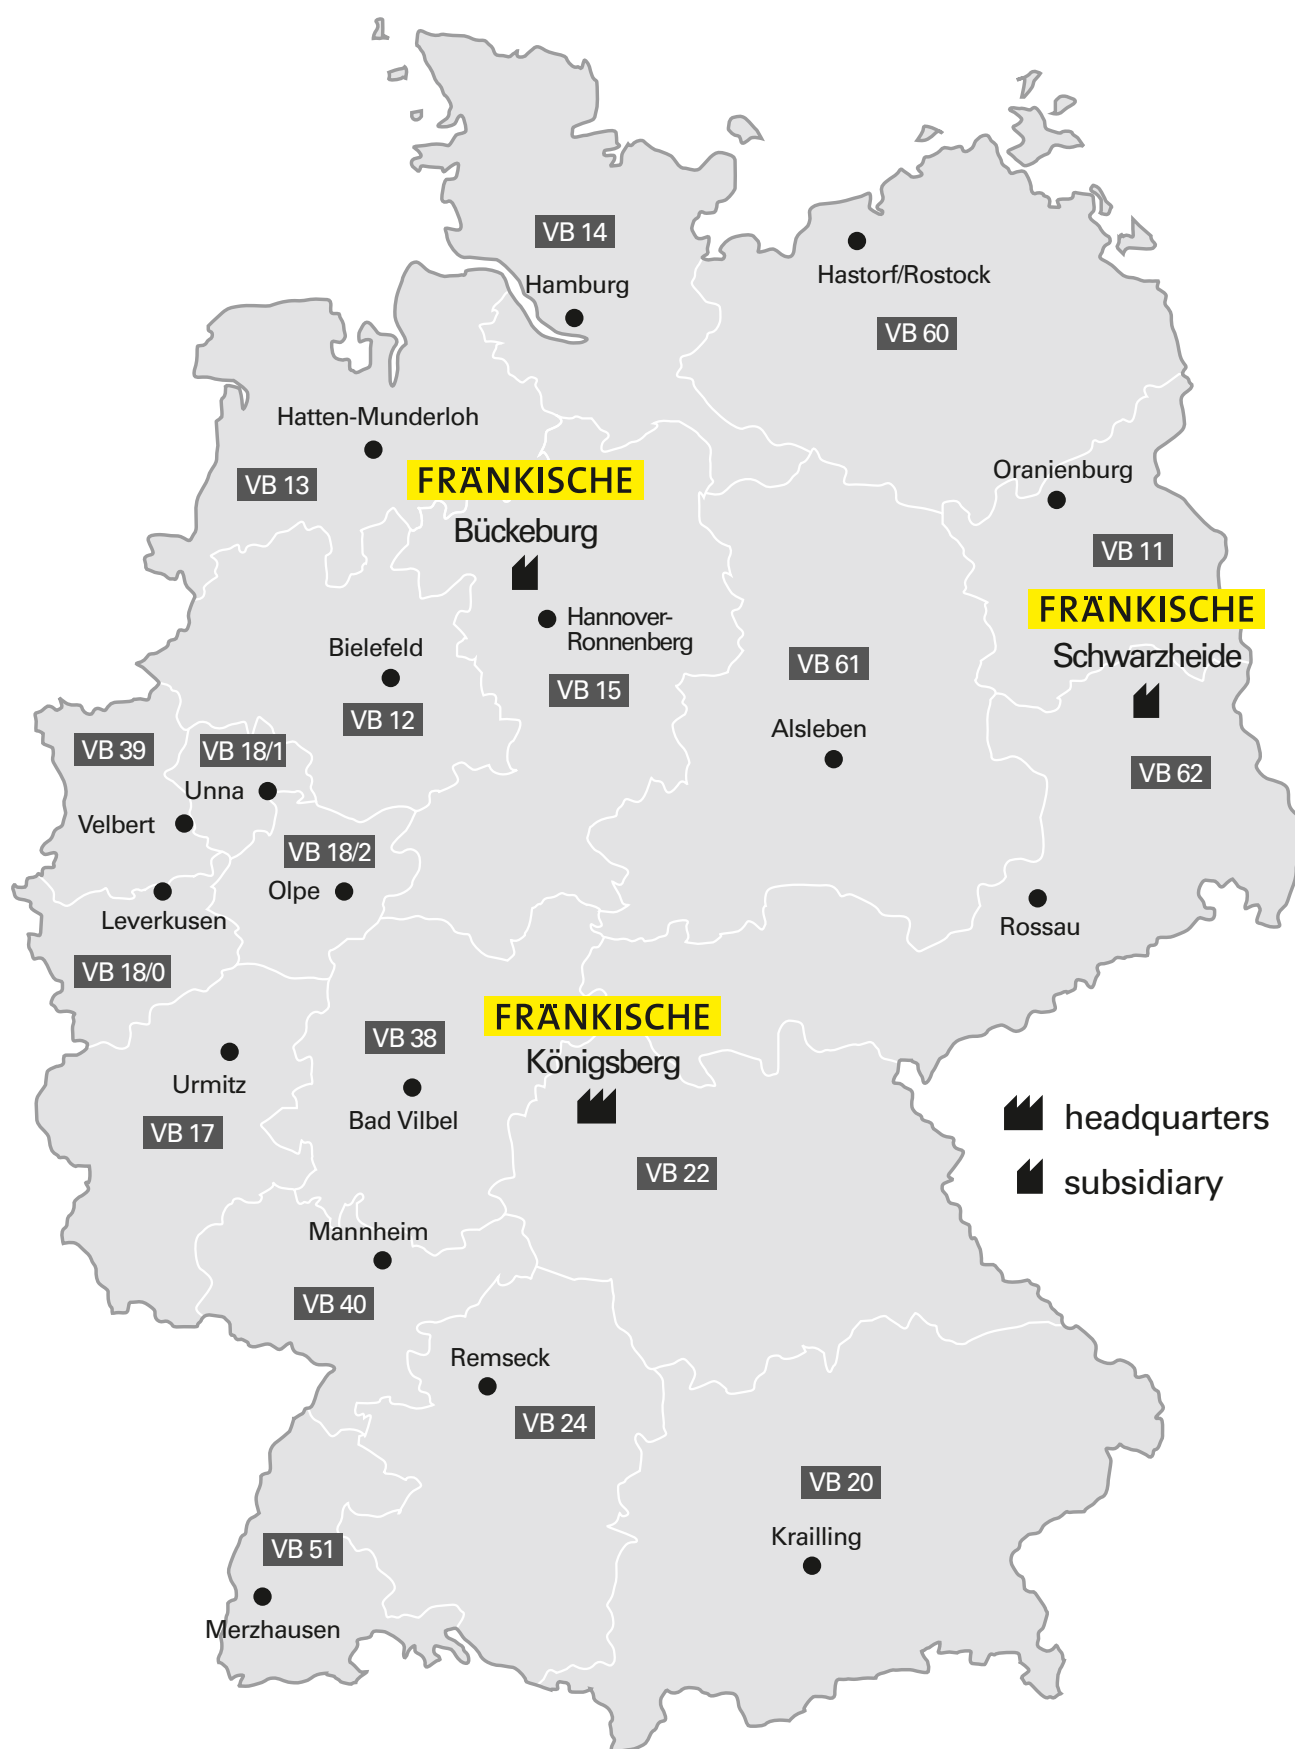 VB 14
Hamburg
Hastorf/Rostock
VB 60
Hatten-Munderloh
VB 13
FRÄNKISCHE
Bückeburg
Hannover-
Ronnenberg
VB 15
Oranienburg
VB 11
FRÄNKISCHE
Schwarzheide
VB 62
Bielefeld
VB 12
VB 61
Alsleben
VB 39
VB 18/1
Unna
Velbert
VB 18/2
Olpe
Leverkusen
VB 18/0
Rossau
FRÄNKISCHE
Königsberg
VB 22
VB 38
Bad Vilbel
Urmitz
VB 17
headquarters
subsidiary
Mannheim
VB 40
Remseck
VB 24
VB 20
Krailling
VB 51
Merzhausen